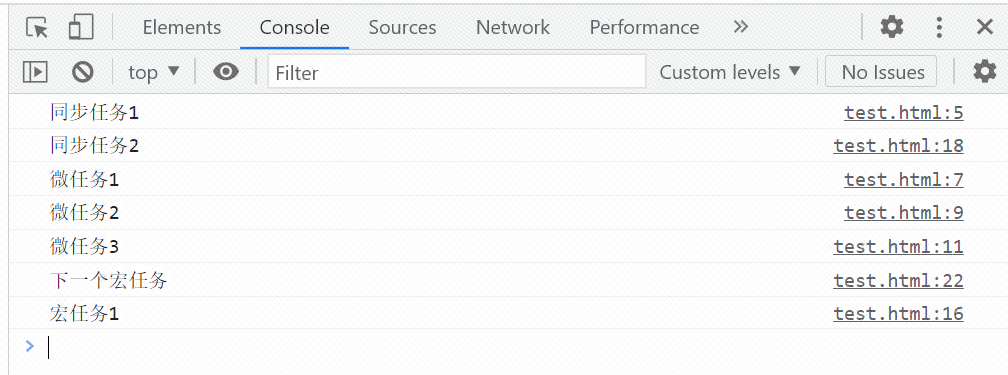 Elements Console Sources Network Performance
top Filter Custom levels No Issues
同步任务1 test.html:5
同步任务2 test.html:18
微任务1 test.html:7
微任务2 test.html:9
微任务3 test.html:11
下一个宏任务 test.html:22
宏任务1 test.html:16